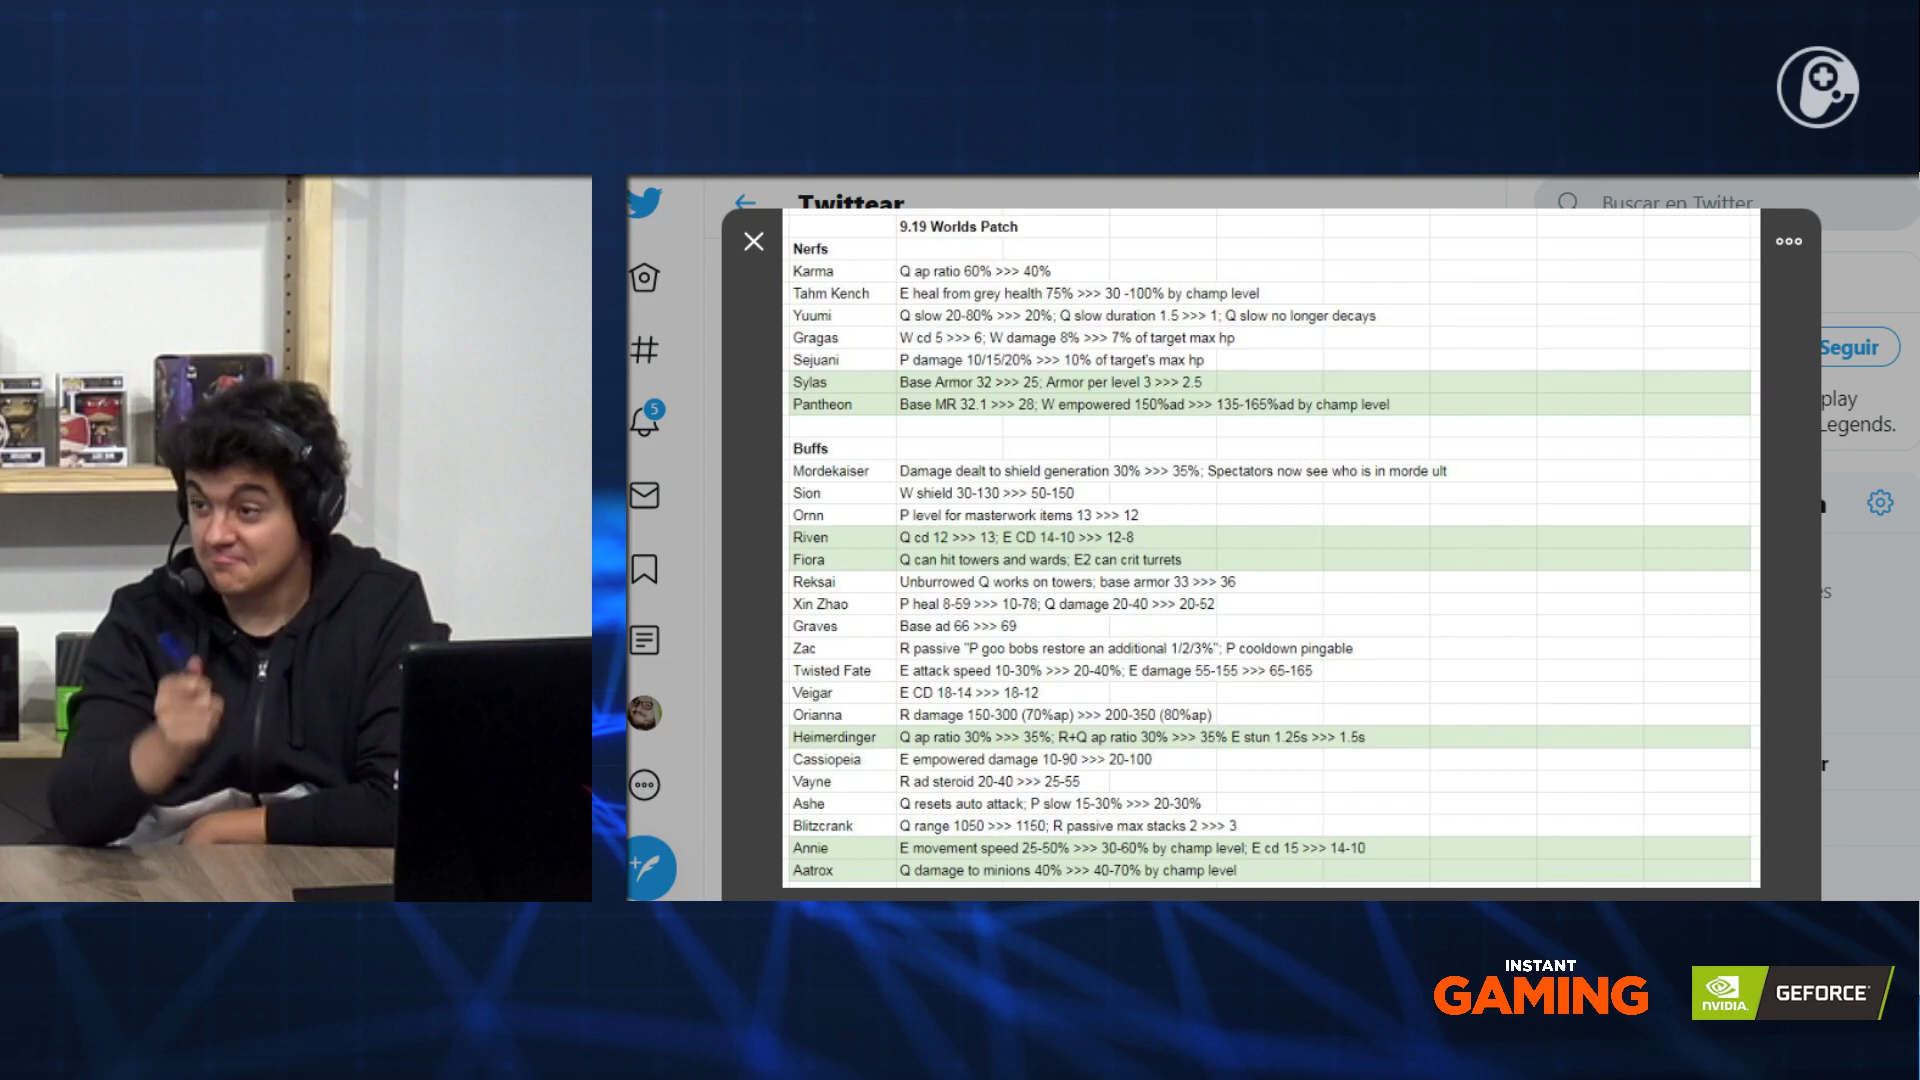 Twittear
Buscar en Twitter
9.19 Worlds Patch
Nerfs
Karma Q ap ratio 60% >>> 40%
Tahm Kench E heal from grey health 75% >>> 30 -100% by champ level
Yuumi Q slow 20-80% >>> 20%; Q slow duration 1.5 >>> 1; Q slow no longer decays
Gragas W cd 5 >>> 6; W damage 8% >>> 7% of target max hp
Sejuani P damage 10/15/20% >>> 10% of target's max hp
Sylas Base Armor 32 >>> 25; Armor per level 3 >>> 2.5
Pantheon Base MR 32.1 >>> 28; W empowered 150%ad >>> 135-165%ad by champ level
Buffs
Mordekaiser Damage dealt to shield generation 30% >>> 35%; Spectators now see who is in morde ult
Sion W shield 30-130 >>> 50-150
Ornn P level for masterwork items 13 >>> 12
Riven Q cd 12 >>> 13; E CD 14-10 >>> 12-8
Fiora Q can hit towers and wards; E2 can crit turrets
Reksai Unburrowed Q works on towers; base armor 33 >>> 36
Xin Zhao P heal 8-59 >>> 10-78; Q damage 20-40 >>> 20-52
Graves Base ad 66 >>> 69
Zac R passive "P goo bobs restore an additional 1/2/3%"; P cooldown pingable
Twisted Fate E attack speed 10-30% >>> 20-40%; E damage 55-155 >>> 65-165
Veigar E CD 18-14 >>> 18-12
Orianna R damage 150-300 (70%ap) >>> 200-350 (80%ap)
Heimerdinger Q ap ratio 30% >>> 35%; R+Q ap ratio 30% >>> 35% E stun 1.25s >>> 1.5s
Cassiopeia E empowered damage 10-90 >>> 20-100
Vayne R ad steroid 20-40 >>> 25-55
Ashe Q resets auto attack; P slow 15-30% >>> 20-30%
Blitzcrank Q range 1050 >>> 1150; R passive max stacks 2 >>> 3
Annie E movement speed 25-50% >>> 30-60% by champ level; E cd 15 >>> 14-10
Aatrox Q damage to minions 40% >>> 40-70% by champ level
5
Seguir
play
Legends.
INSTANT
GAMING
NVIDIA.
GEFORCE